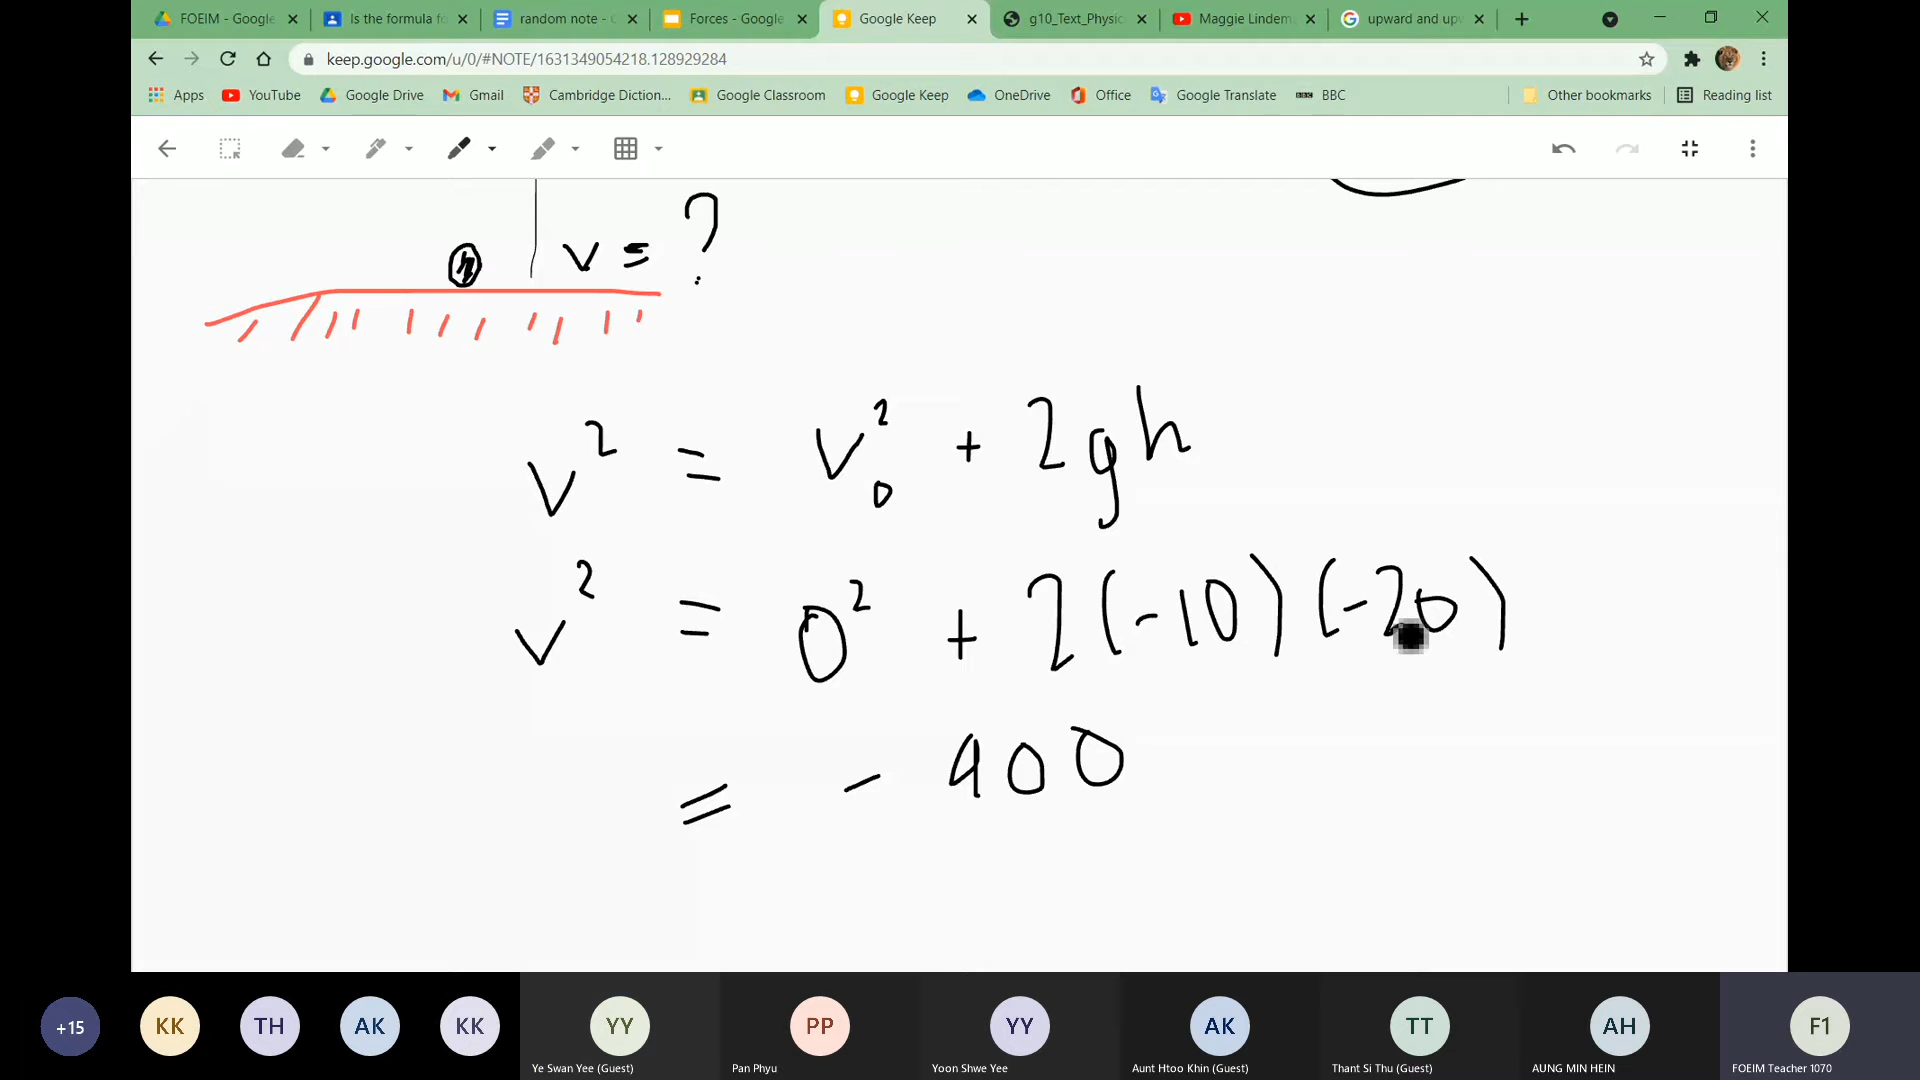 FOEIM - Google
Is the formula fo
random note - G
Forces - Google
Google Keep
g10_Text_Physic
Maggie Lindem
upward and upw
keep.google.com/u/0/#NOTE/1631349054218.128929284
Apps
YouTube
Google Drive
Gmail
Cambridge Diction...
Google Classroom
Google Keep
OneDrive
Office
Google Translate
BBC
BBC
Other bookmarks
Reading list
v = ?
v² = v₀² + 2gh
v² = 0² + 2(-10)(-20)
= - 400
+15
KK
TH
AK
KK
YY
PP
YY
AK
TT
AH
F1
Ye Swan Yee (Guest)
Pan Phyu
Yoon Shwe Yee
Aunt Htoo Khin (Guest)
Thant Si Thu (Guest)
AUNG MIN HEIN
FOEIM Teacher 1070